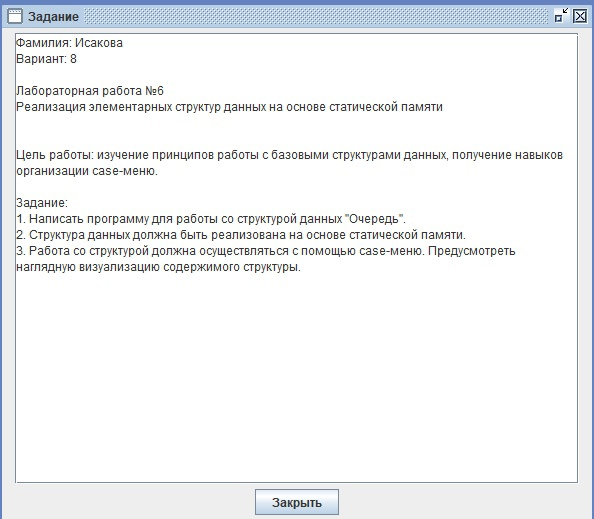 Задание
Фамилия: Исакова
Вариант: 8
Лабораторная работа №6
Реализация элементарных структур данных на основе статической памяти
Цель работы: изучение принципов работы с базовыми структурами данных, получение навыков
организации case-меню.
Задание:
1. Написать программу для работы со структурой данных "Очередь".
2. Структура данных должна быть реализована на основе статической памяти.
3. Работа со структурой должна осуществляться с помощью case-меню. Предусмотреть
наглядную визуализацию содержимого структуры.
Закрыть